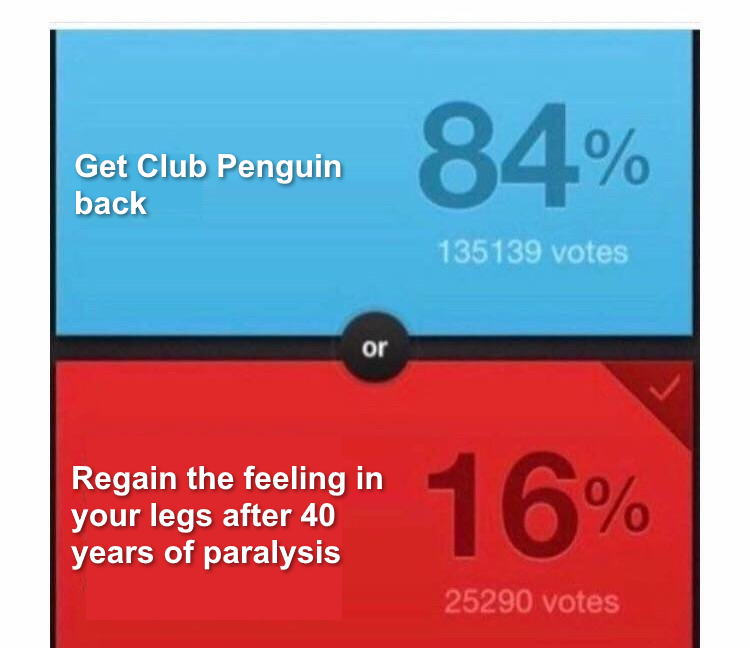 Get Club Penguin
back
84%
135139 votes
or
Regain the feeling in
your legs after 40
years of paralysis
16%
25290 votes